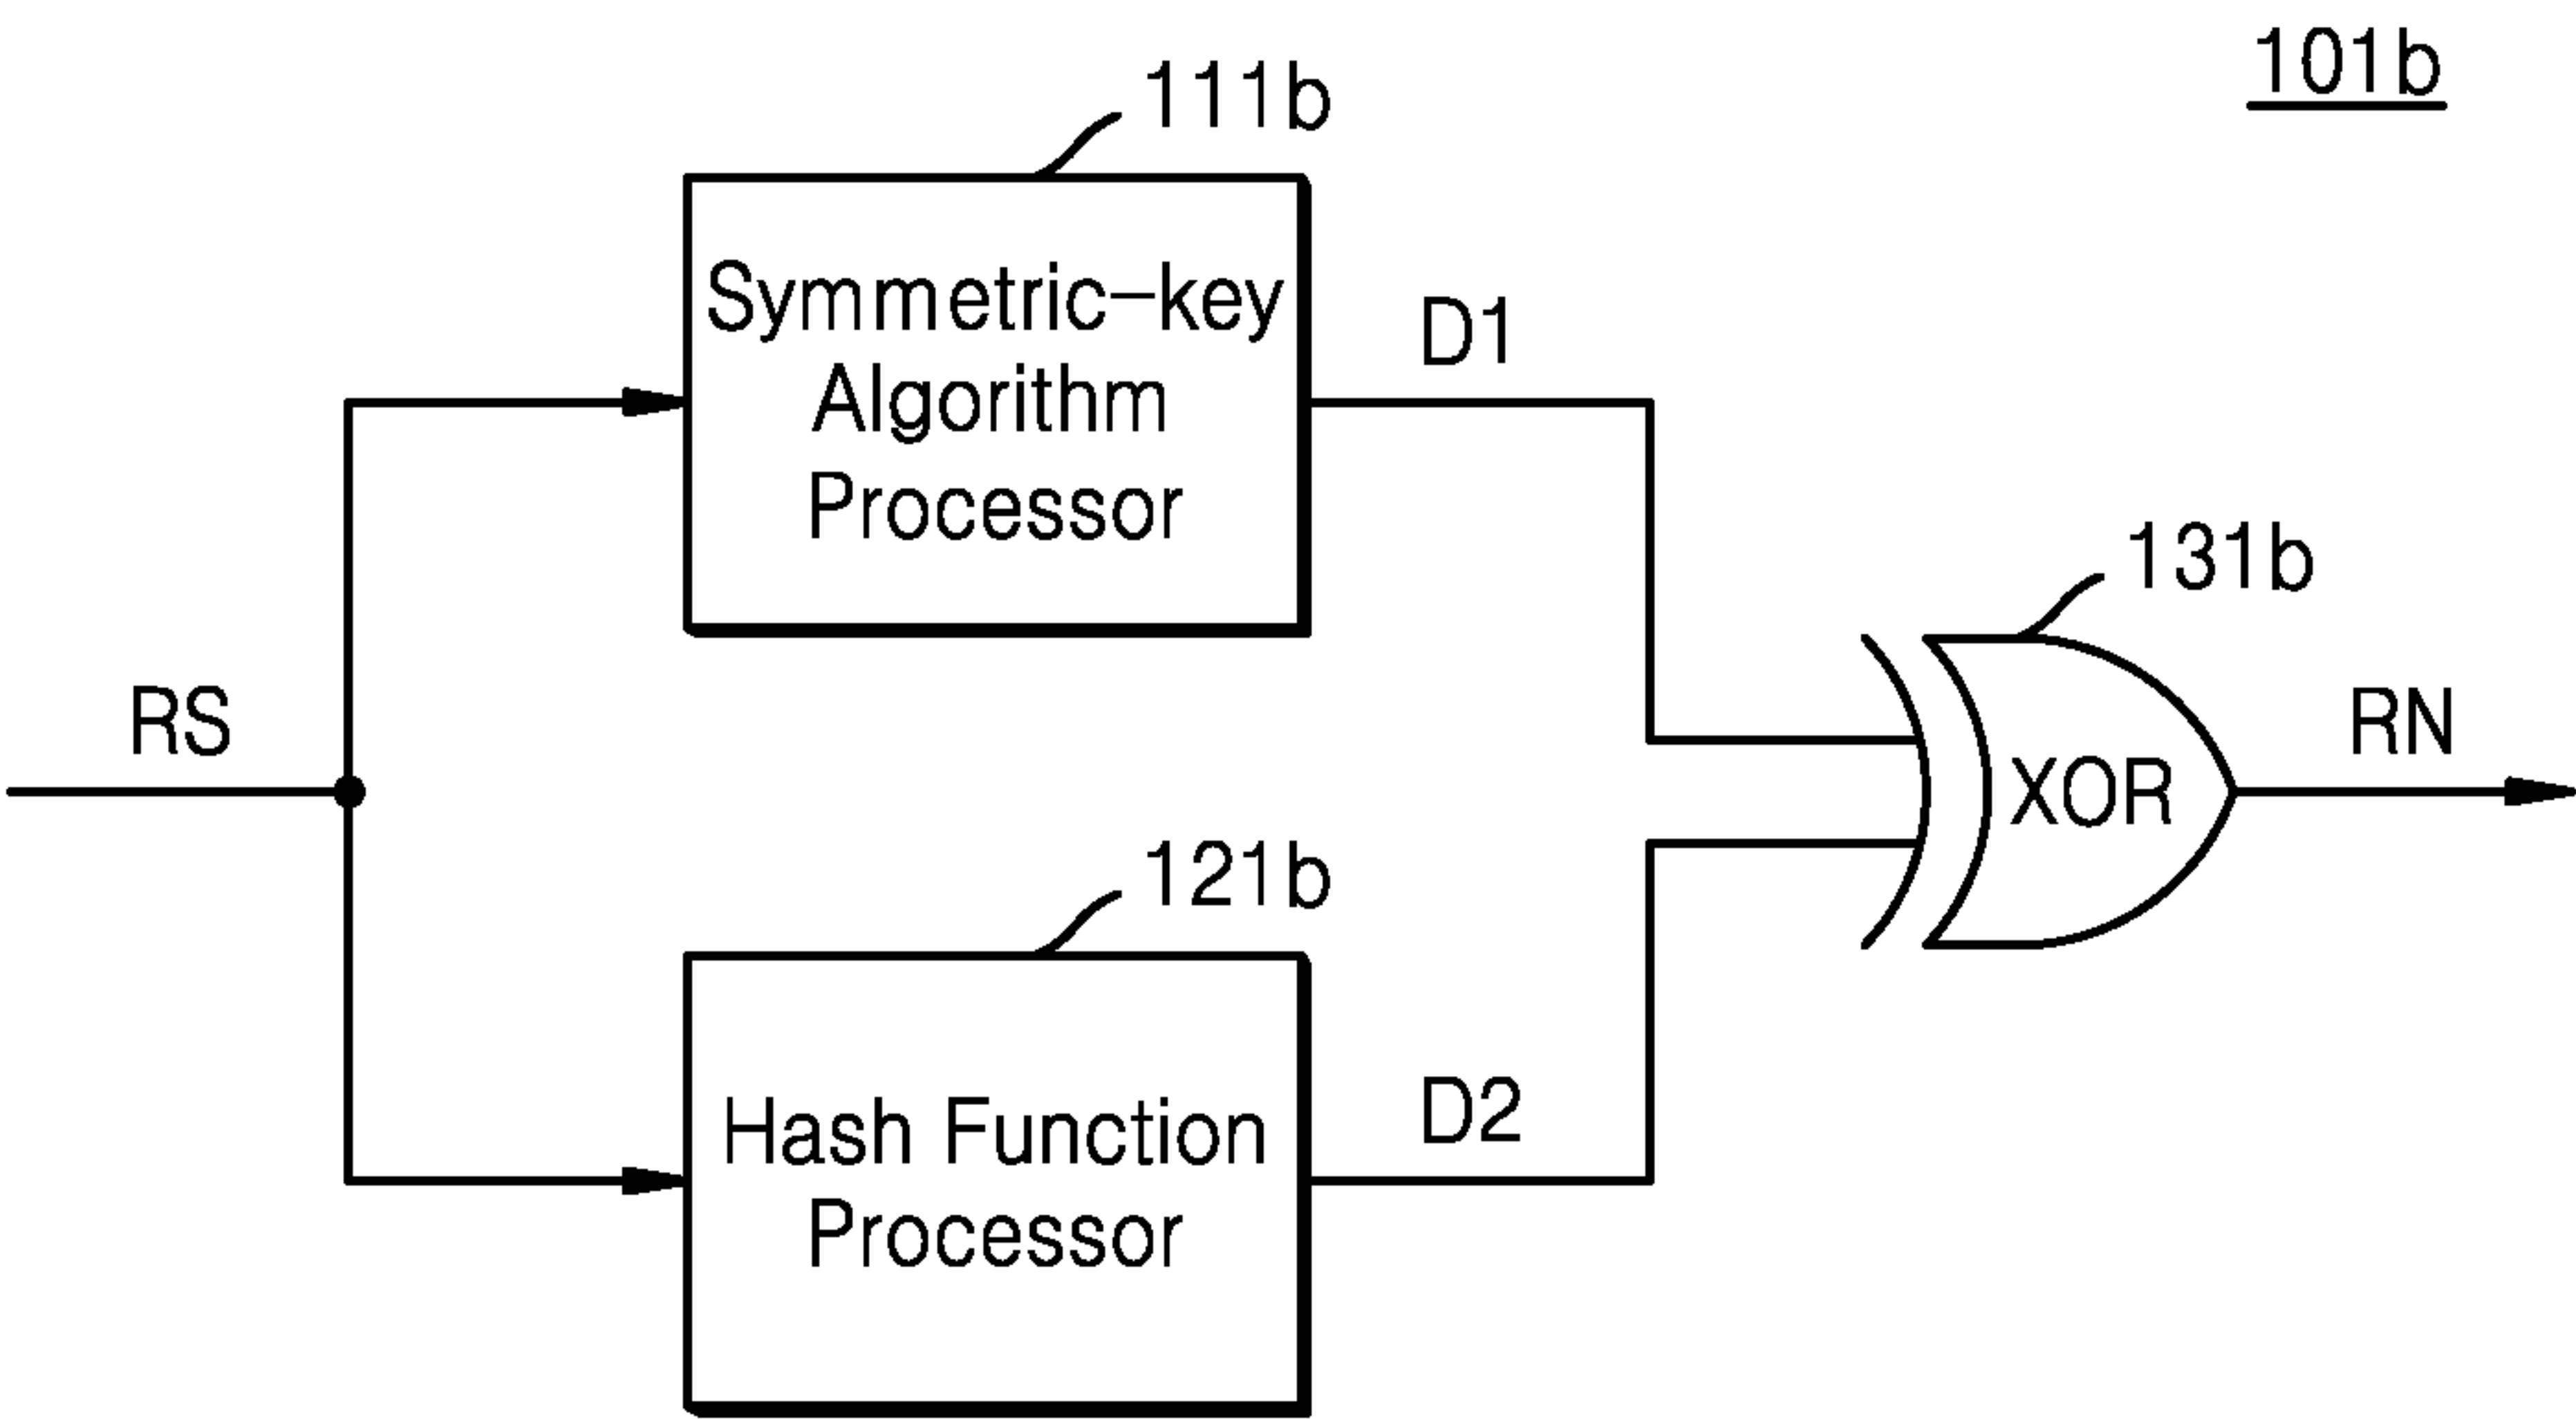 101b
111b
Symmetric-key
Algorithm
Processor
D1
131b
RS
XOR
RN
121b
Hash Function
Processor
D2